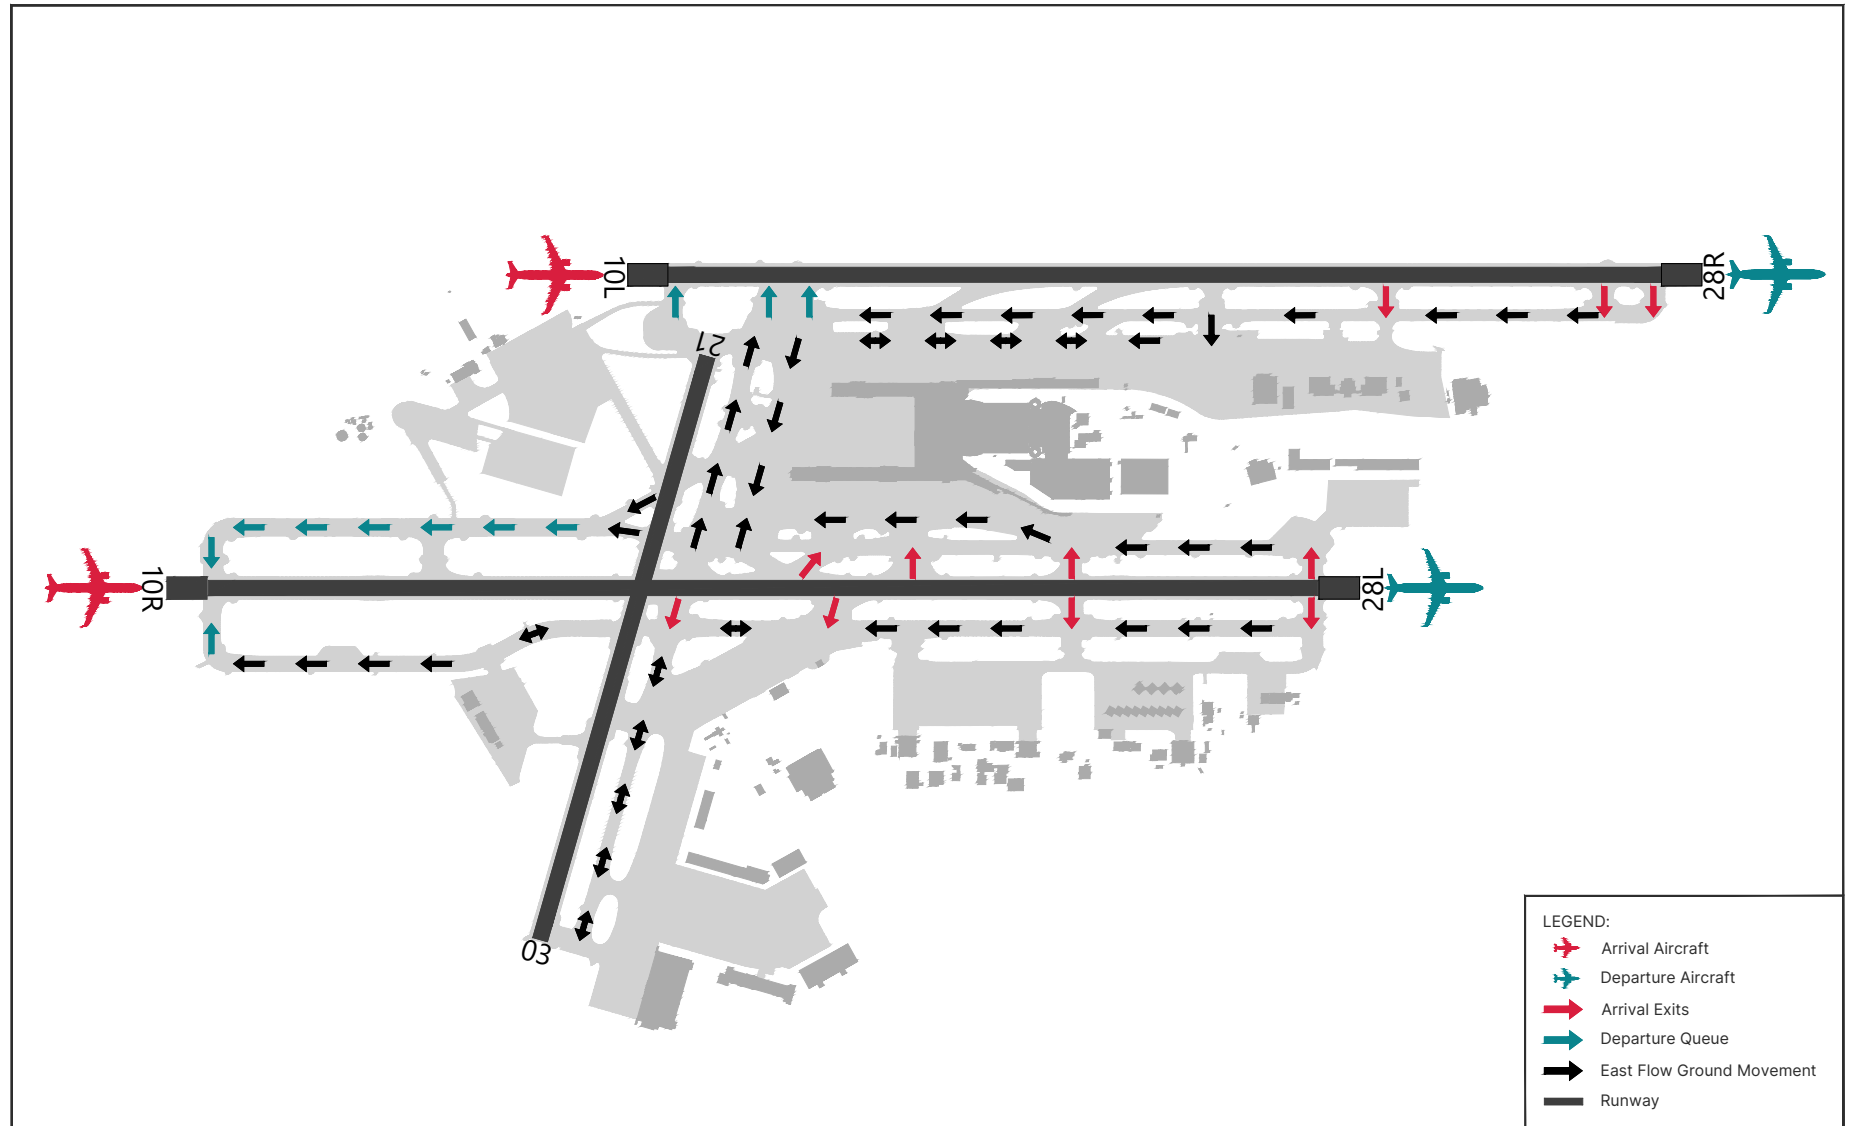 10L
28R
21
10R
28L
03
LEGEND:
Arrival Aircraft
Departure Aircraft
Arrival Exits
Departure Queue
East Flow Ground Movement
Runway